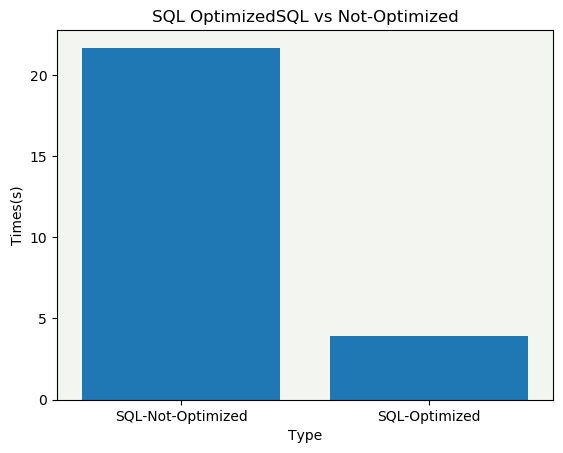 SQL OptimizedSQL vs Not-Optimized
20
15
10
5
0
Times(s)
SQL-Not-Optimized SQL-Optimized
Type